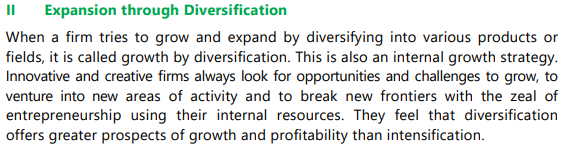 II Expansion through Diversification
When a firm tries to grow and expand by diversifying into various products or
fields, it is called growth by diversification. This is also an internal growth strategy.
Innovative and creative firms always look for opportunities and challenges to grow, to
venture into new areas of activity and to break new frontiers with the zeal of
entrepreneurship using their internal resources. They feel that diversification
offers greater prospects of growth and profitability than intensification.